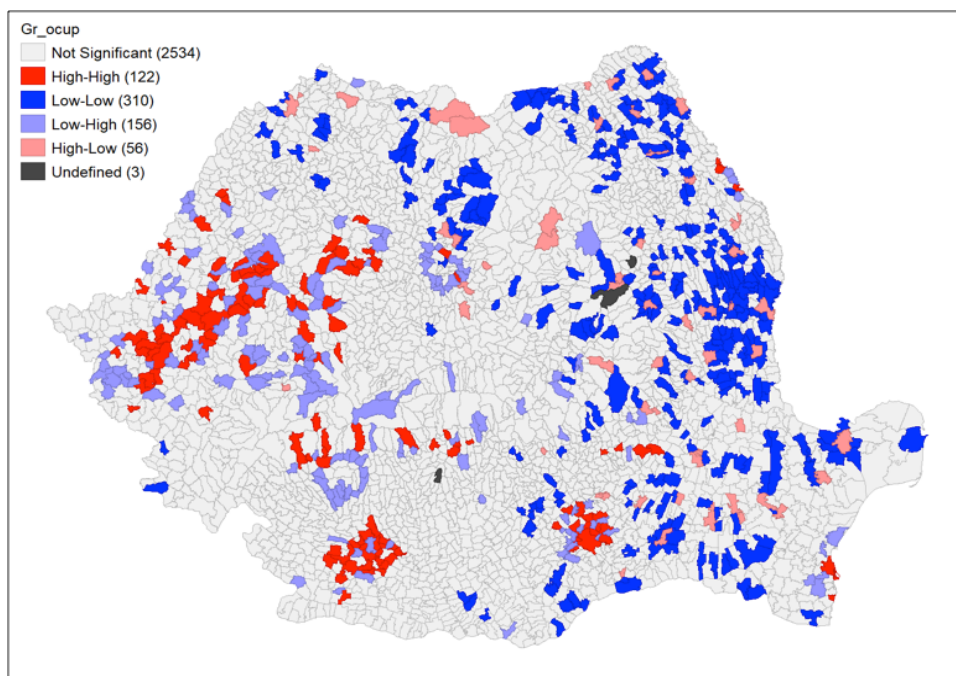 Gr_ocup
Not Significant (2534)
High-High (122)
Low-Low (310)
Low-High (156)
High-Low (56)
Undefined (3)